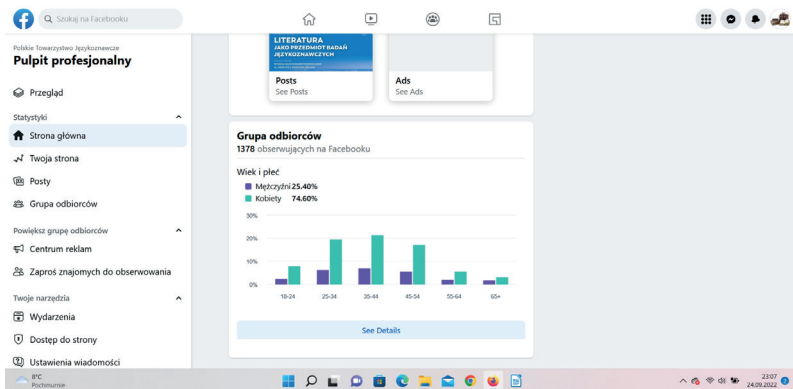 Szukaj na Facebooku
Polskie Towarzystwo Językoznawcze
Pulpit profesjonalny
Przegląd
Statystyki
Strona główna
Twoja strona
Posty
Grupa odbiorców
Powiększ grupę odbiorców
Centrum reklam
Zaproś znajomych do obserwowania
Twoje narzędzia
Wydarzenia
Dostęp do strony
Ustawienia wiadomości
LITERATURA
JAKO PRZEDMIOT BADAŃ
JĘZYKOZNAWCZYCH
Posts
See Posts
Ads
See Ads
Grupa odbiorców
1378 obserwujących na Facebooku
Wiek i płeć
Mężczyźni 25.40%
Kobiety 74.60%
30%
20%
10%
0%
18-24 25-34 35-44 45-54 55-64 65+
See Details
8°C
Pochmurnie
23:07
24.09.2022